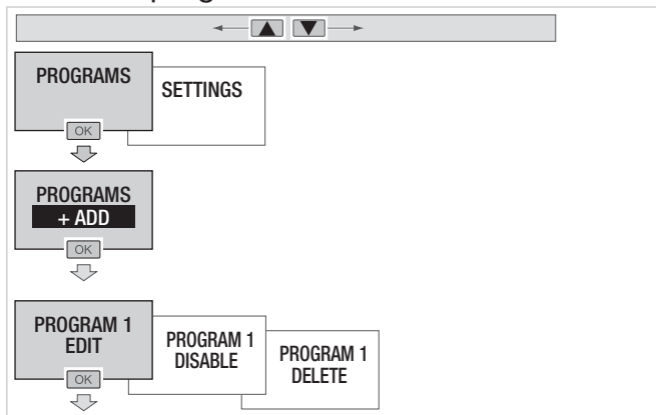 PROGRAMS
SETTINGS
OK
PROGRAMS
+ ADD
OK
PROGRAM 1
EDIT
PROGRAM 1
DISABLE
PROGRAM 1
DELETE
OK